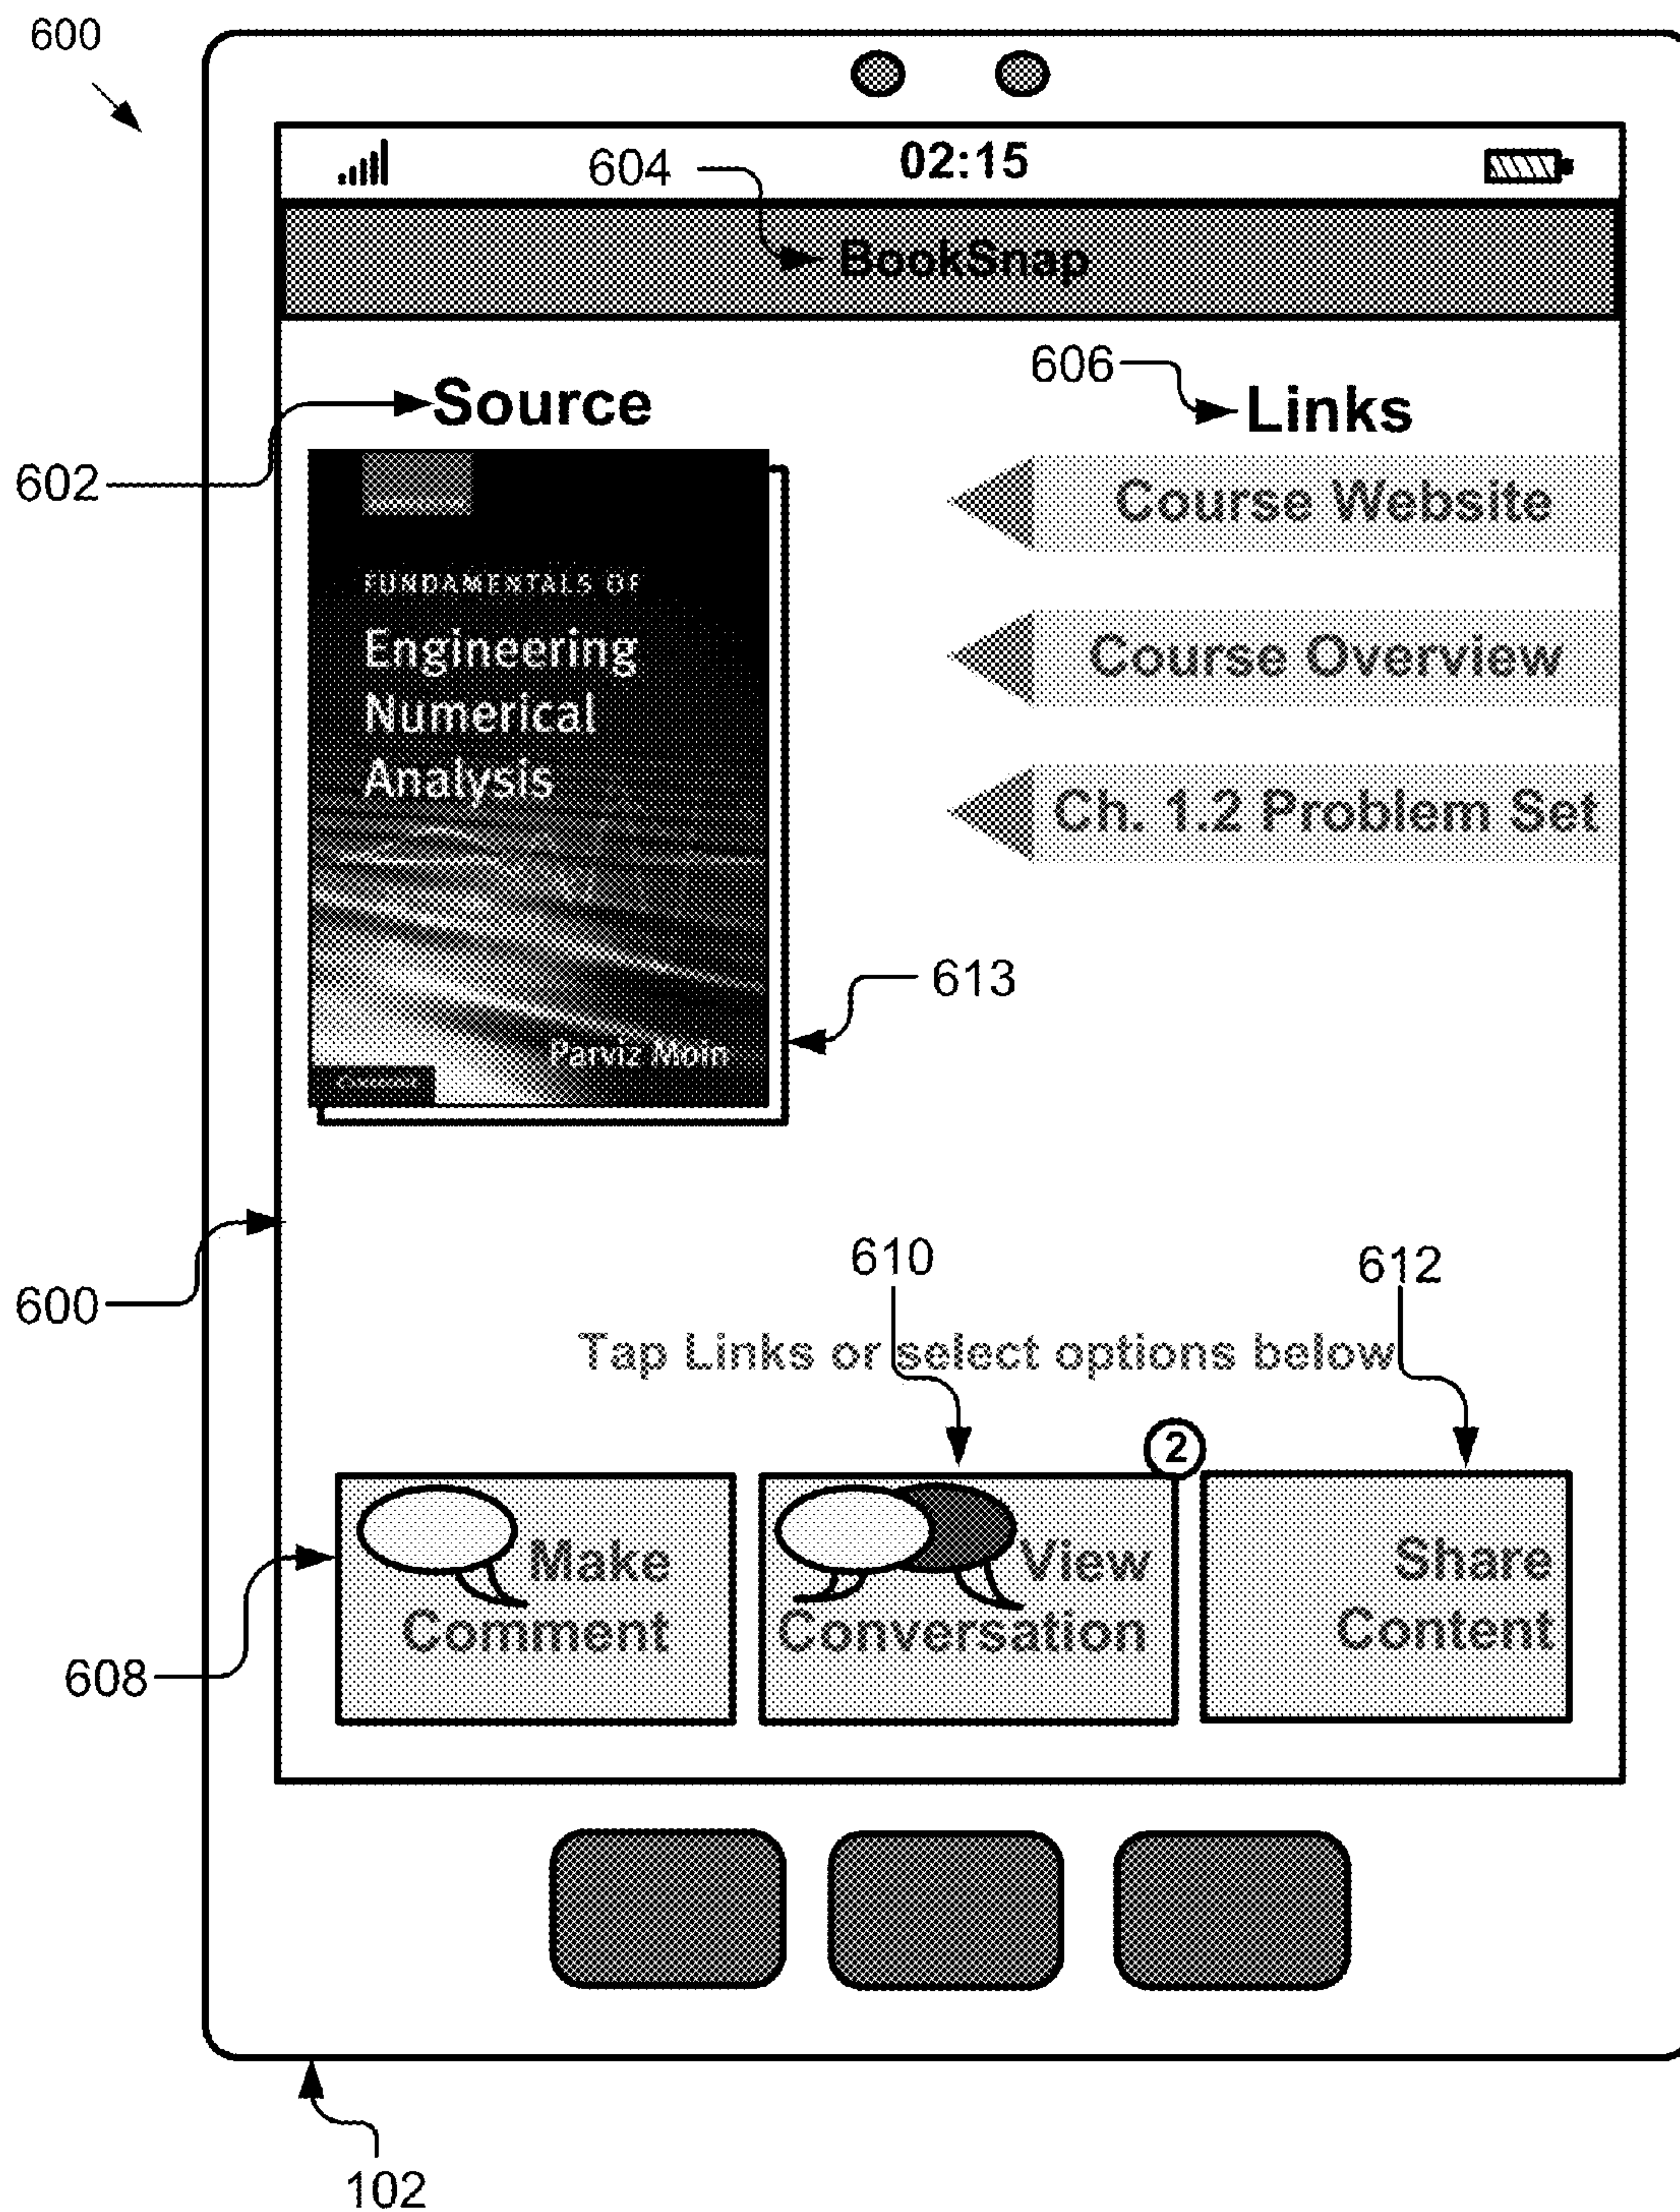 600
604
02:15
BookSnap
602
Source
606
Links
FUNDAMENTALS OF
Engineering
Numerical
Analysis
Parviz Moin
Course Website
Course Overview
Ch. 1.2 Problem Set
613
600
610
612
Tap Links or select options below
2
608
Make
Comment
View
Conversation
Share
Content
102